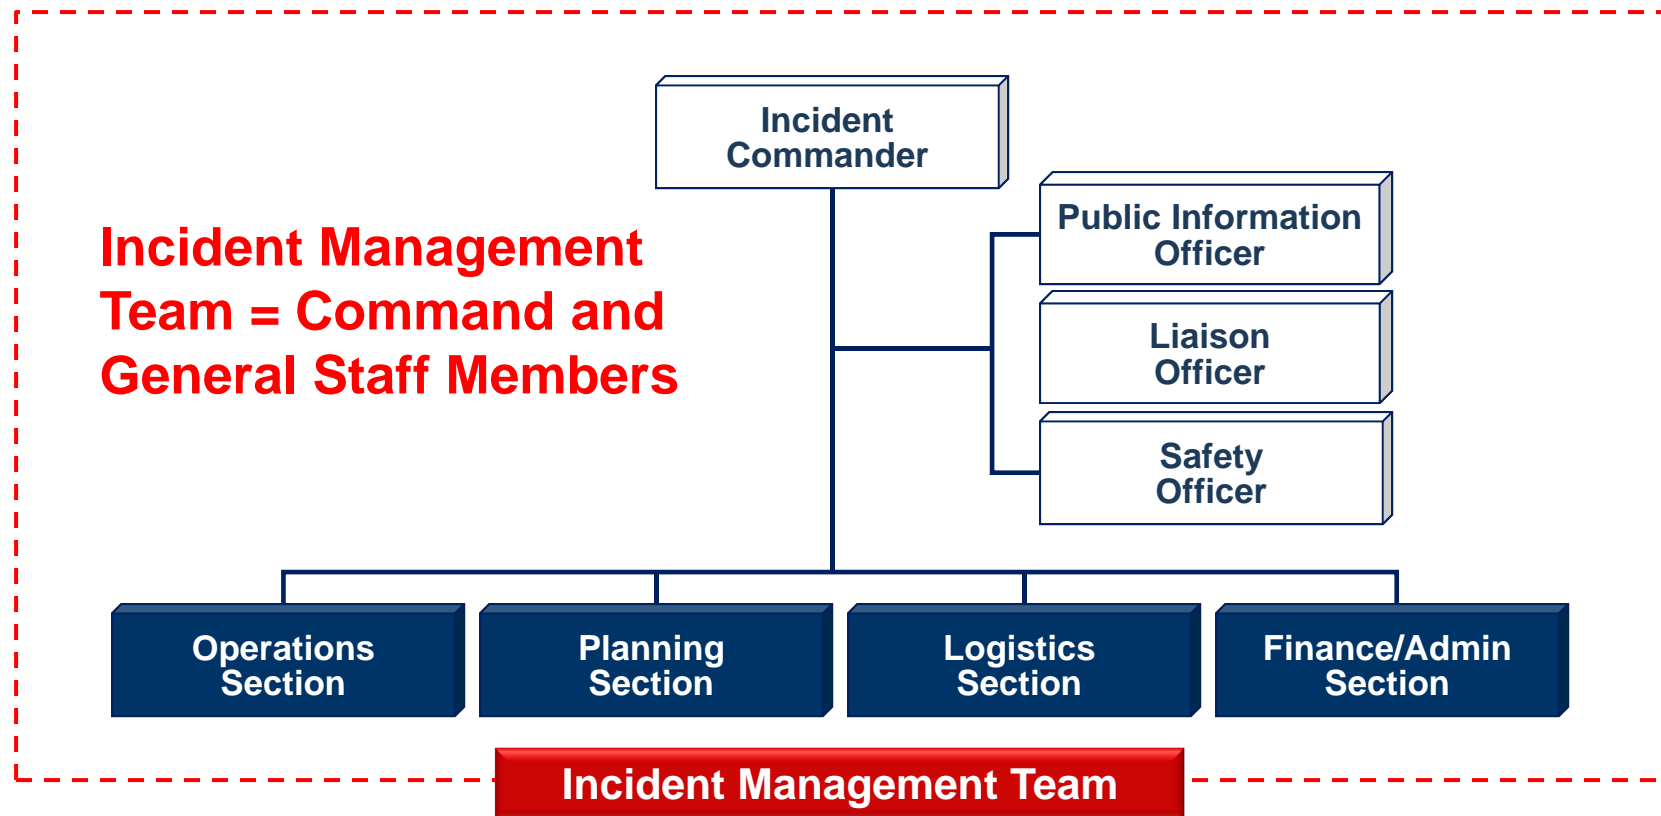 Incident
Commander
Public Information
Officer
Incident Management
Team = Command and
General Staff Members
Liaison
Officer
Safety
Officer
Operations
Section
Planning
Section
Logistics
Section
Finance/Admin
Section
Incident Management Team